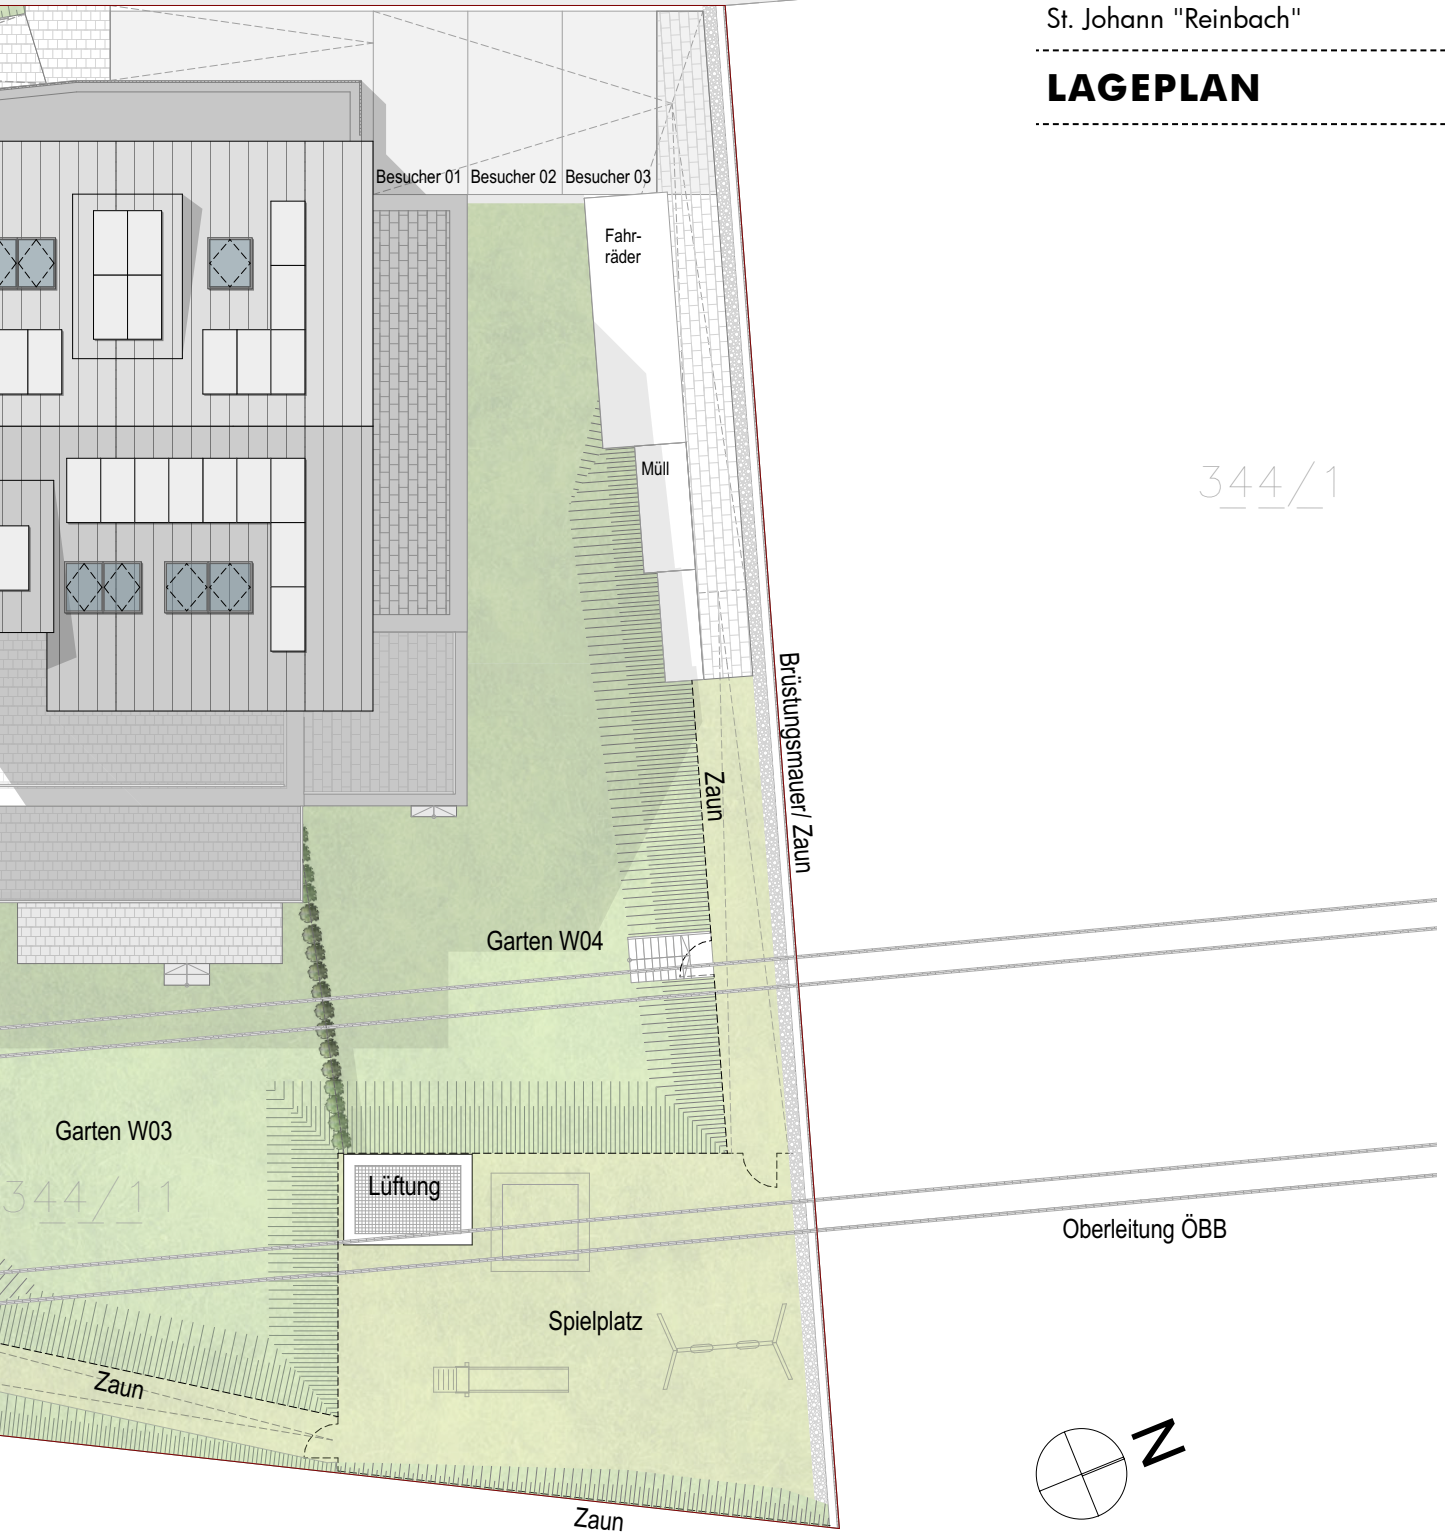 St. Johann "Reinbach"
LAGEPLAN
Besucher 01
Besucher 02
Besucher 03
Fahr-
räder
Müll
344/1
Brüstungsmauer/ Zaun
Zaun
Garten W04
Garten W03
344/11
Lüftung
Oberleitung ÖBB
Spielplatz
Zaun
Zaun
N